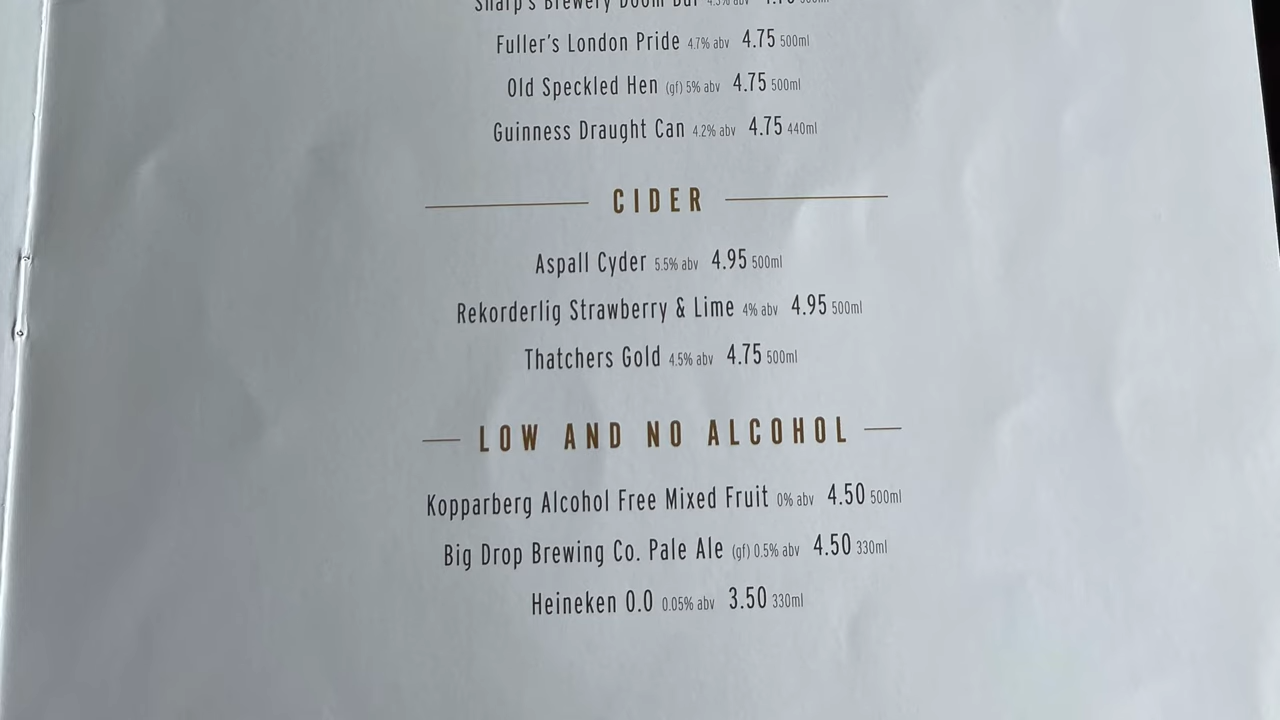 Sharp's Brewery Doom Bar
Fuller's London Pride 4.7% abv 4.75 500ml
Old Speckled Hen (gf) 5% abv 4.75 500ml
Guinness Draught Can 4.2% abv 4.75 440ml
CIDER
Aspall Cyder 5.5% abv 4.95 500ml
Rekorderlig Strawberry & Lime 4% abv 4.95 500ml
Thatchers Gold 4.5% abv 4.75 500ml
LOW AND NO ALCOHOL
Kopparberg Alcohol Free Mixed Fruit 0% abv 4.50 500ml
Big Drop Brewing Co. Pale Ale (gf) 0.5% abv 4.50 330ml
Heineken 0.0 0.05% abv 3.50 330ml